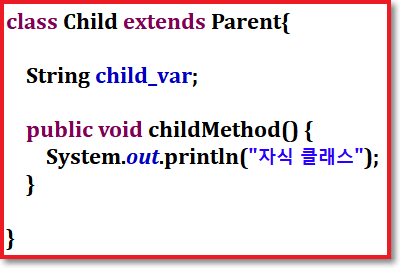 class Child extends Parent{
String child_var;
public void childMethod() {
System.out.println("자식 클래스");
}
}